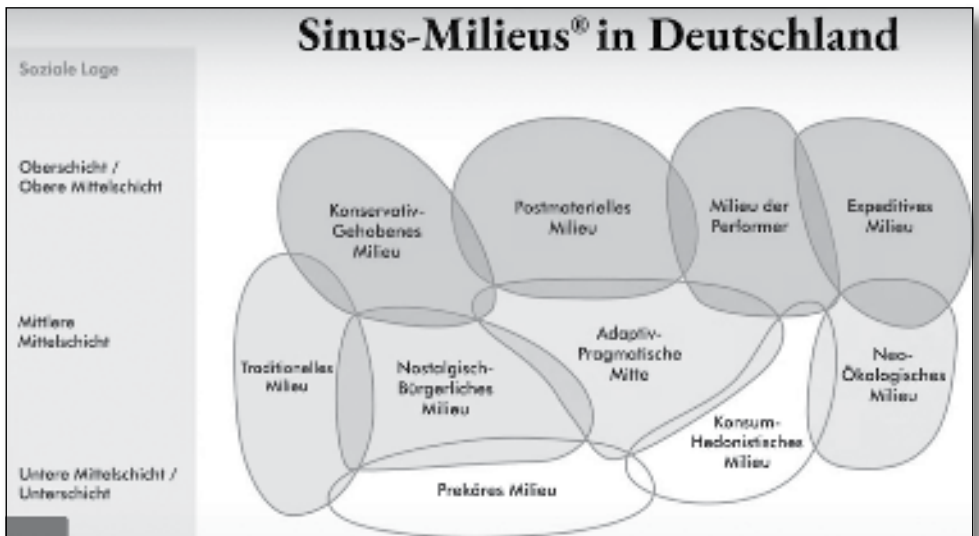 Sinus-Milieus® in Deutschland
Soziale Lage
Oberschicht /
Obere Mittelschicht
Mittlere
Mittelschicht
Untere Mittelschicht /
Unterschicht
Konservativ-
Gehobenes
Milieu
Postmaterielles
Milieu
Milieu der
Performer
Expeditives
Milieu
Traditionelles
Milieu
Nostalgisch-
Bürgerliches
Milieu
Adaptiv-
Pragmatische
Mitte
Konsum-
Hedonistisches
Milieu
Neo-
Ökologisches
Milieu
Prekäres Milieu